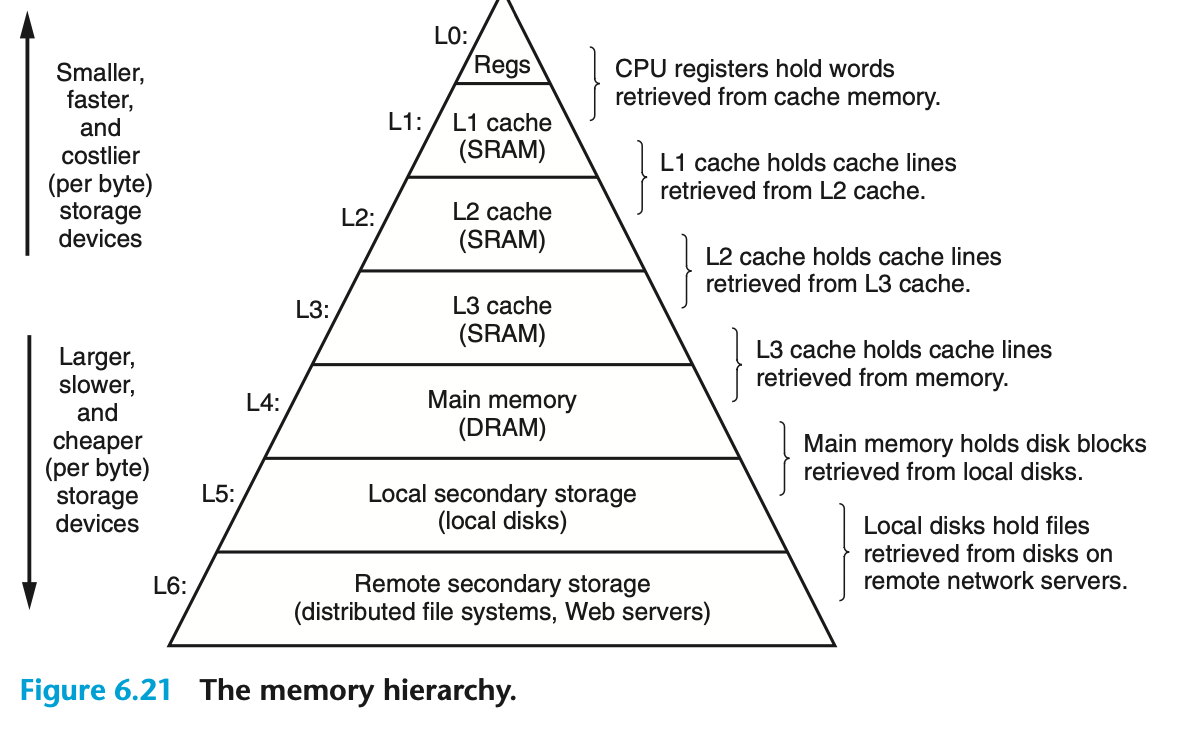 L0:
Regs
CPU registers hold words
retrieved from cache memory.
Smaller,
faster,
and
costlier
(per byte)
storage
devices
L1:
L1 cache
(SRAM)
L1 cache holds cache lines
retrieved from L2 cache.
L2:
L2 cache
(SRAM)
L2 cache holds cache lines
retrieved from L3 cache.
L3:
L3 cache
(SRAM)
L3 cache holds cache lines
retrieved from memory.
Larger,
slower,
and
cheaper
(per byte)
storage
devices
L4:
Main memory
(DRAM)
Main memory holds disk blocks
retrieved from local disks.
L5:
Local secondary storage
(local disks)
Local disks hold files
retrieved from disks on
remote network servers.
L6:
Remote secondary storage
(distributed file systems, Web servers)
Figure 6.21 The memory hierarchy.